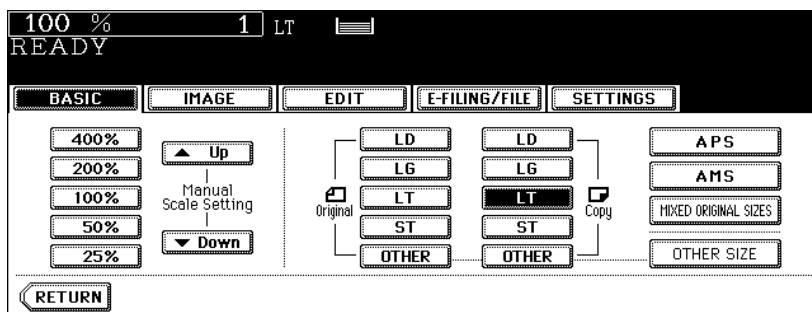 100 % 1 LT
READY
BASIC IMAGE EDIT E-FILING/FILE SETTINGS
400% ▲ Up LD LD APS
200% LG LG AMS
100% Manual Scale Setting Original LT LT Copy MIXED ORIGINAL SIZES
50% ▼ Down ST ST
25% OTHER OTHER OTHER SIZE
RETURN